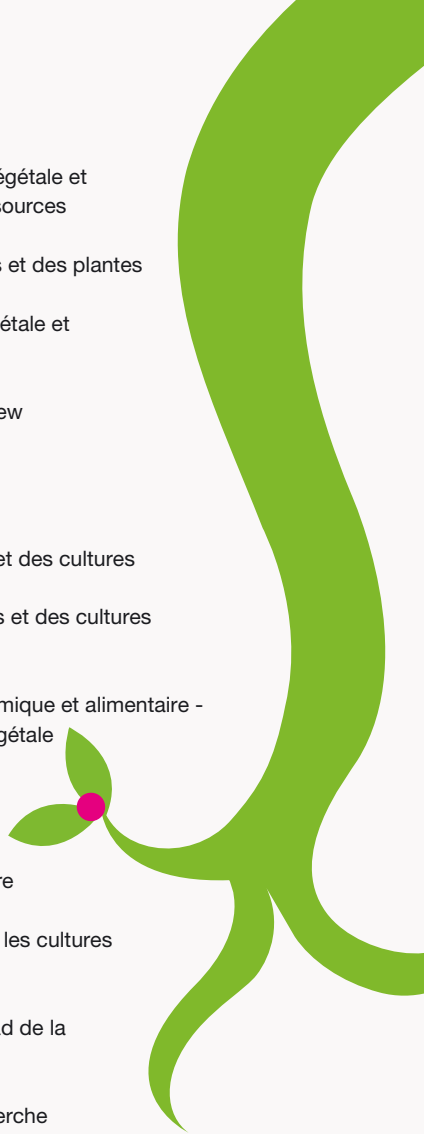 égétale et
sources
s et des plantes
étale et
ew
et des cultures
s et des cultures
mique et alimentaire -
gétale
re
les cultures
d de la
erche